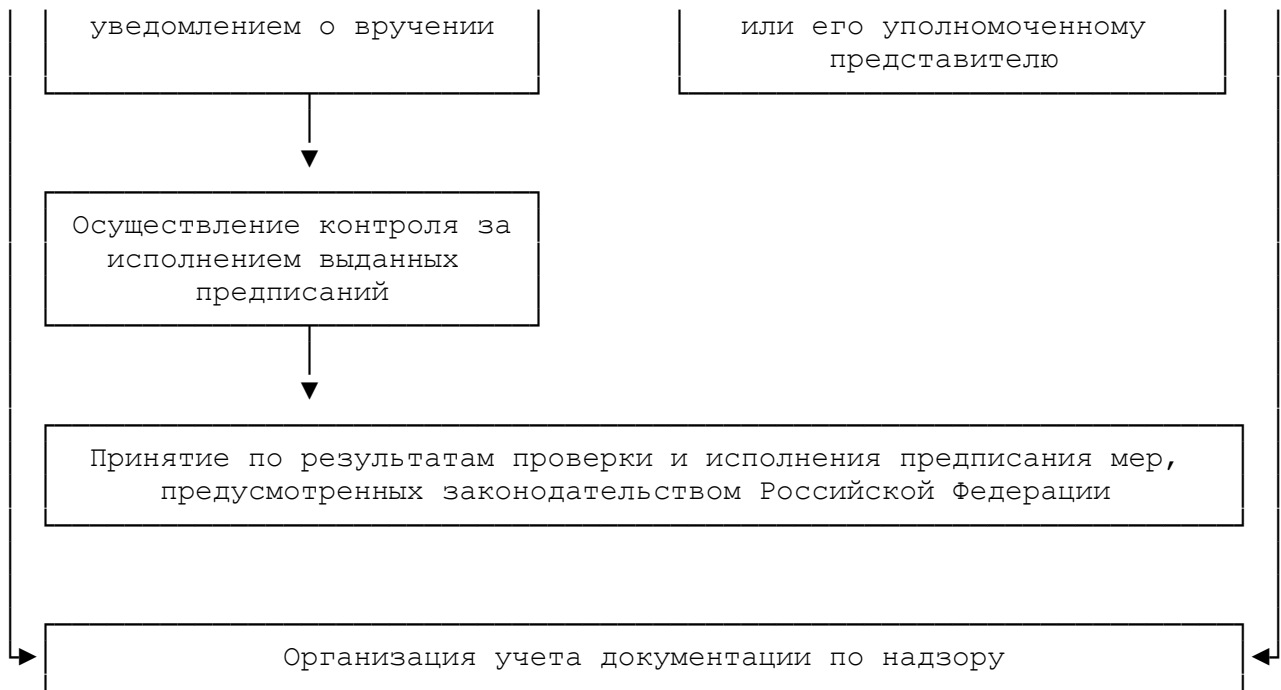 уведомлением о вручении
или его уполномоченному
представителю
Осуществление контроля за
исполнением выданных
предписаний
Принятие по результатам проверки и исполнения предписания мер,
предусмотренных законодательством Российской Федерации
Организация учета документации по надзору